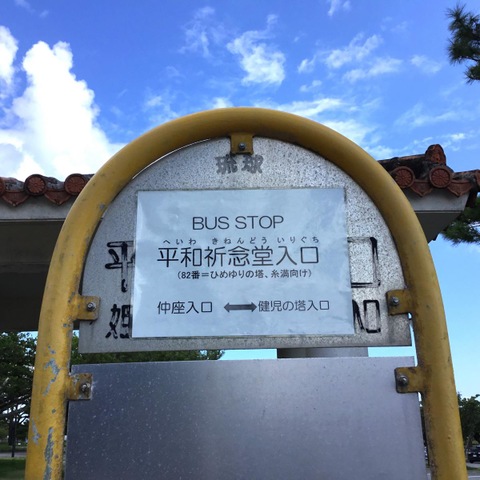 琉球
BUS STOP
へいわ きねんどう いりぐち
平和祈念堂入口
(82番=ひめゆりの塔、糸満向け)
仲座入口 ⟷ 健児の塔入口